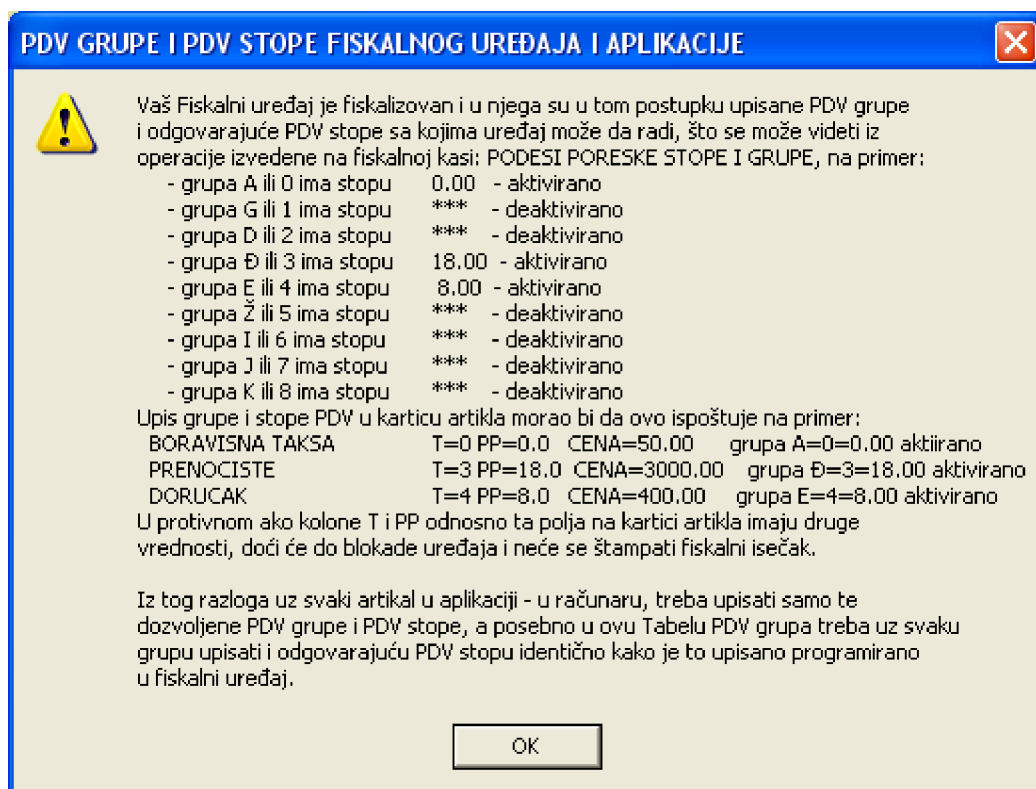 PDV GRUPE I PDV STOPE FISKALNOG UREĐAJA I APLIKACIJE
Vaš Fiskalni uređaj je fiskalizovan i u njega su u tom postupku upisane PDV grupe
i odgovarajuće PDV stope sa kojima uređaj može da radi, što se može videti iz
operacije izvedene na fiskalnoj kasi: PODESI PORESKE STOPE I GRUPE, na primer:
- grupa A ili 0 ima stopu 0.00 - aktivirano
- grupa G ili 1 ima stopu *** - deaktivirano
- grupa D ili 2 ima stopu *** - deaktivirano
- grupa Đ ili 3 ima stopu 18.00 - aktivirano
- grupa E ili 4 ima stopu 8.00 - aktivirano
- grupa Ž ili 5 ima stopu *** - deaktivirano
- grupa I ili 6 ima stopu *** - deaktivirano
- grupa J ili 7 ima stopu *** - deaktivirano
- grupa K ili 8 ima stopu *** - deaktivirano
Upis grupe i stope PDV u karticu artikla morao bi da ovo ispoštuje na primer:
BORAVISNA TAKSA T=0 PP=0.0 CENA=50.00 grupa A=0=0.00 aktiirano
PRENOCISTE T=3 PP=18.0 CENA=3000.00 grupa Đ=3=18.00 aktivirano
DORUCAK T=4 PP=8.0 CENA=400.00 grupa E=4=8.00 aktivirano
U protivnom ako kolone T i PP odnosno ta polja na kartici artikla imaju druge
vrednosti, doći će do blokade uređaja i neće se štampati fiskalni isečak.
Iz tog razloga uz svaki artikal u aplikaciji - u računaru, treba upisati samo te
dozvoljene PDV grupe i PDV stope, a posebno u ovu Tabelu PDV grupa treba uz svaku
grupu upisati i odgovarajuću PDV stopu identično kako je to upisano programirano
u fiskalni uređaj.
OK